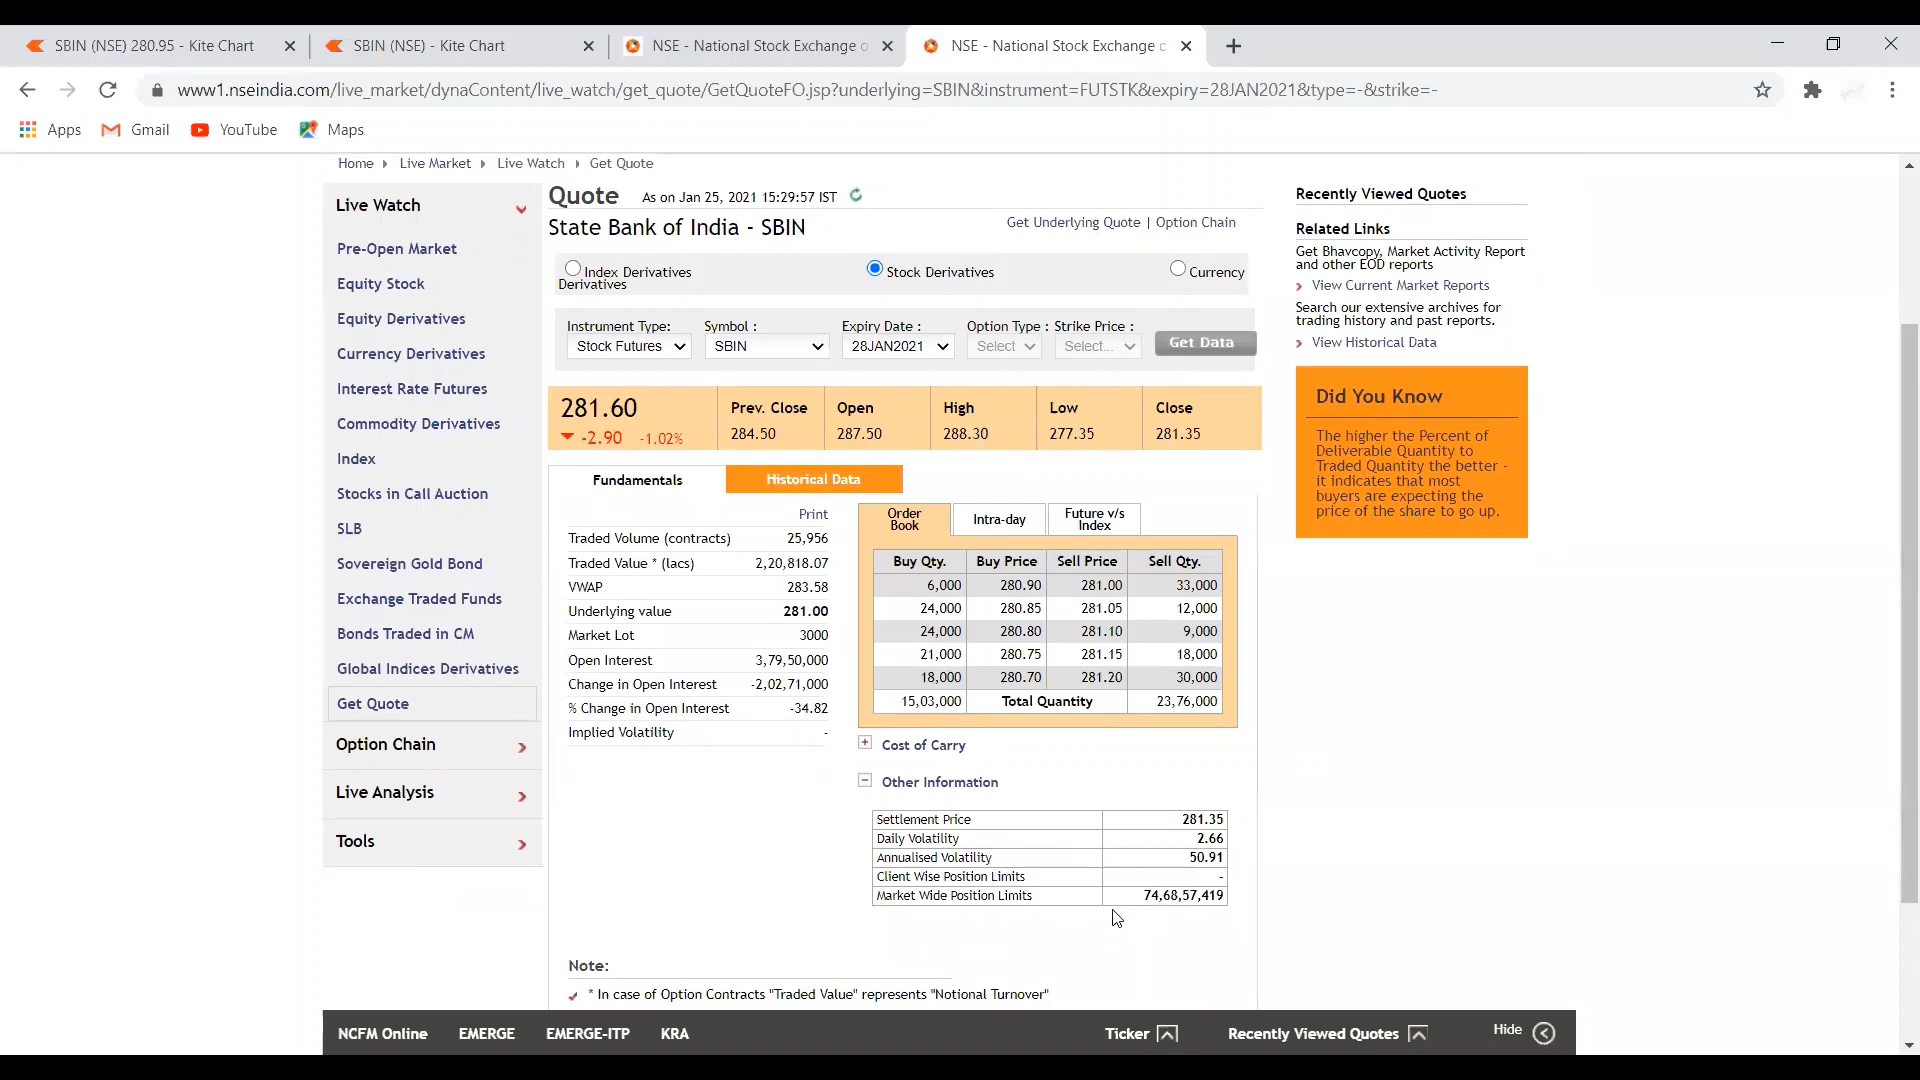 SBIN (NSE) 280.95 - Kite Chart
SBIN (NSE) - Kite Chart
NSE - National Stock Exchange o
NSE - National Stock Exchange o
www1.nseindia.com/live_market/dynaContent/live_watch/get_quote/GetQuoteFO.jsp?underlying=SBIN&instrument=FUTSTK&expiry=28JAN2021&type=-&strike=-
Apps Gmail YouTube Maps
Home Live Market Live Watch Get Quote
Live Watch
Pre-Open Market
Equity Stock
Equity Derivatives
Currency Derivatives
Interest Rate Futures
Commodity Derivatives
Index
Stocks in Call Auction
SLB
Sovereign Gold Bond
Exchange Traded Funds
Bonds Traded in CM
Global Indices Derivatives
Get Quote
Option Chain
Live Analysis
Tools
Quote As on Jan 25, 2021 15:29:57 IST
State Bank of India - SBIN
Get Underlying Quote | Option Chain
Index Derivatives Stock Derivatives Currency
Derivatives
Instrument Type: Symbol : Expiry Date : Option Type : Strike Price :
Stock Futures SBIN 28JAN2021 Select Select... Get Data
281.60 Prev. Close Open High Low Close
-2.90 -1.02% 284.50 287.50 288.30 277.35 281.35
Fundamentals Historical Data
Print
Traded Volume (contracts) 25,956
Traded Value * (lacs) 2,20,818.07
VWAP 283.58
Underlying value 281.00
Market Lot 3000
Open Interest 3,79,50,000
Change in Open Interest -2,02,71,000
% Change in Open Interest -34.82
Implied Volatility -
Order Book Intra-day Future v/s Index
Buy Qty. Buy Price Sell Price Sell Qty.
6,000 280.90 281.00 33,000
24,000 280.85 281.05 12,000
24,000 280.80 281.10 9,000
21,000 280.75 281.15 18,000
18,000 280.70 281.20 30,000
15,03,000 Total Quantity 23,76,000
Cost of Carry
Other Information
Settlement Price 281.35
Daily Volatility 2.66
Annualised Volatility 50.91
Client Wise Position Limits -
Market Wide Position Limits 74,68,57,419
Note:
* In case of Option Contracts "Traded Value" represents "Notional Turnover"
Recently Viewed Quotes
Related Links
Get Bhavcopy, Market Activity Report
and other EOD reports
View Current Market Reports
Search our extensive archives for
trading history and past reports.
View Historical Data
Did You Know
The higher the Percent of
Deliverable Quantity to
Traded Quantity the better -
it indicates that most
buyers are expecting the
price of the share to go up.
NCFM Online EMERGE EMERGE-ITP KRA Ticker Recently Viewed Quotes Hide